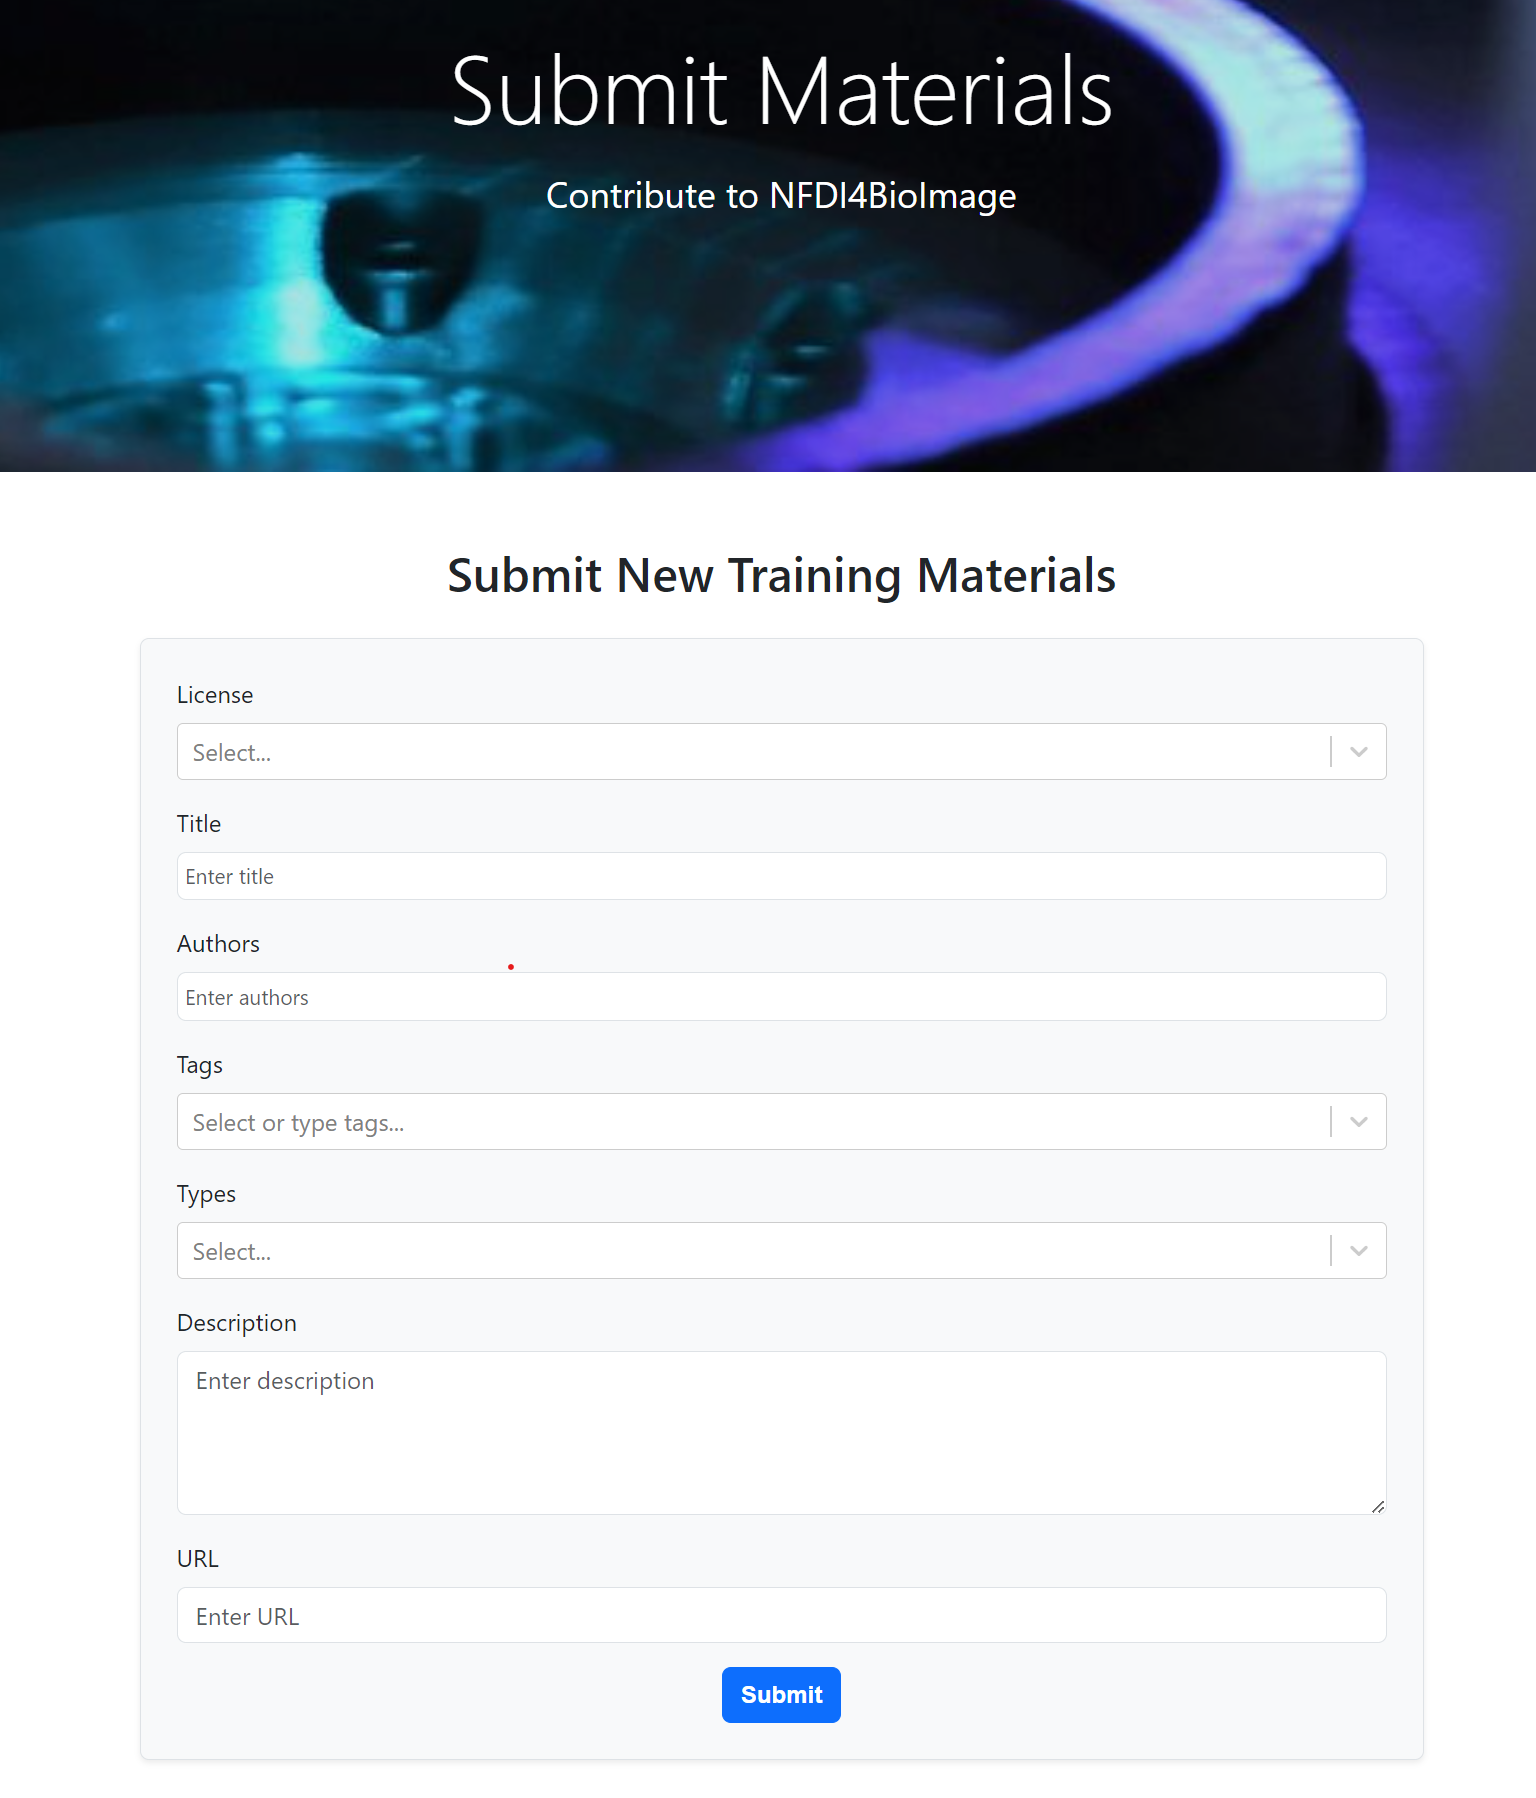 Submit Materials
Contribute to NFDI4BioImage
Submit New Training Materials
License
Select...
Title
Enter title
Authors
Enter authors
Tags
Select or type tags...
Types
Select...
Description
Enter description
URL
Enter URL
Submit